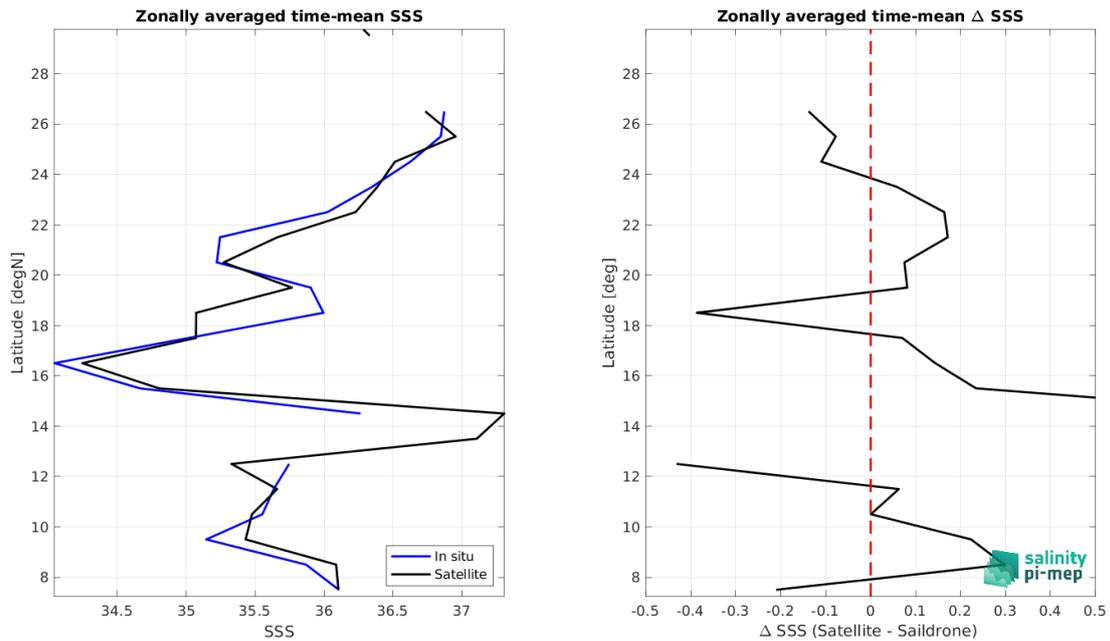 Zonally averaged time-mean SSS
28
26
24
22
20
18
16
14
12
10
8
Latitude [degN]
34.5 35 35.5 36 36.5 37
SSS
In situ
Satellite
Zonally averaged time-mean Δ SSS
28
26
24
22
20
18
16
14
12
10
8
Latitude [deg]
-0.5 -0.4 -0.3 -0.2 -0.1 0 0.1 0.2 0.3 0.4 0.5
Δ SSS (Satellite - Saildrone)
salinity
pi-mep